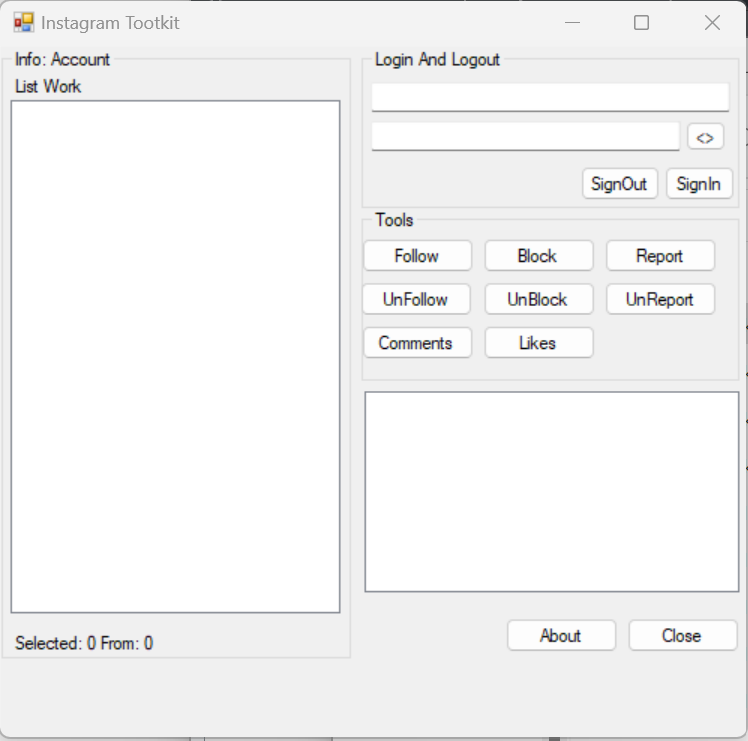 Instagram Tootkit
Info: Account
List Work
Selected: 0 From: 0
Login And Logout
<>
SignOut SignIn
Tools
Follow Block Report
UnFollow UnBlock UnReport
Comments Likes
About Close